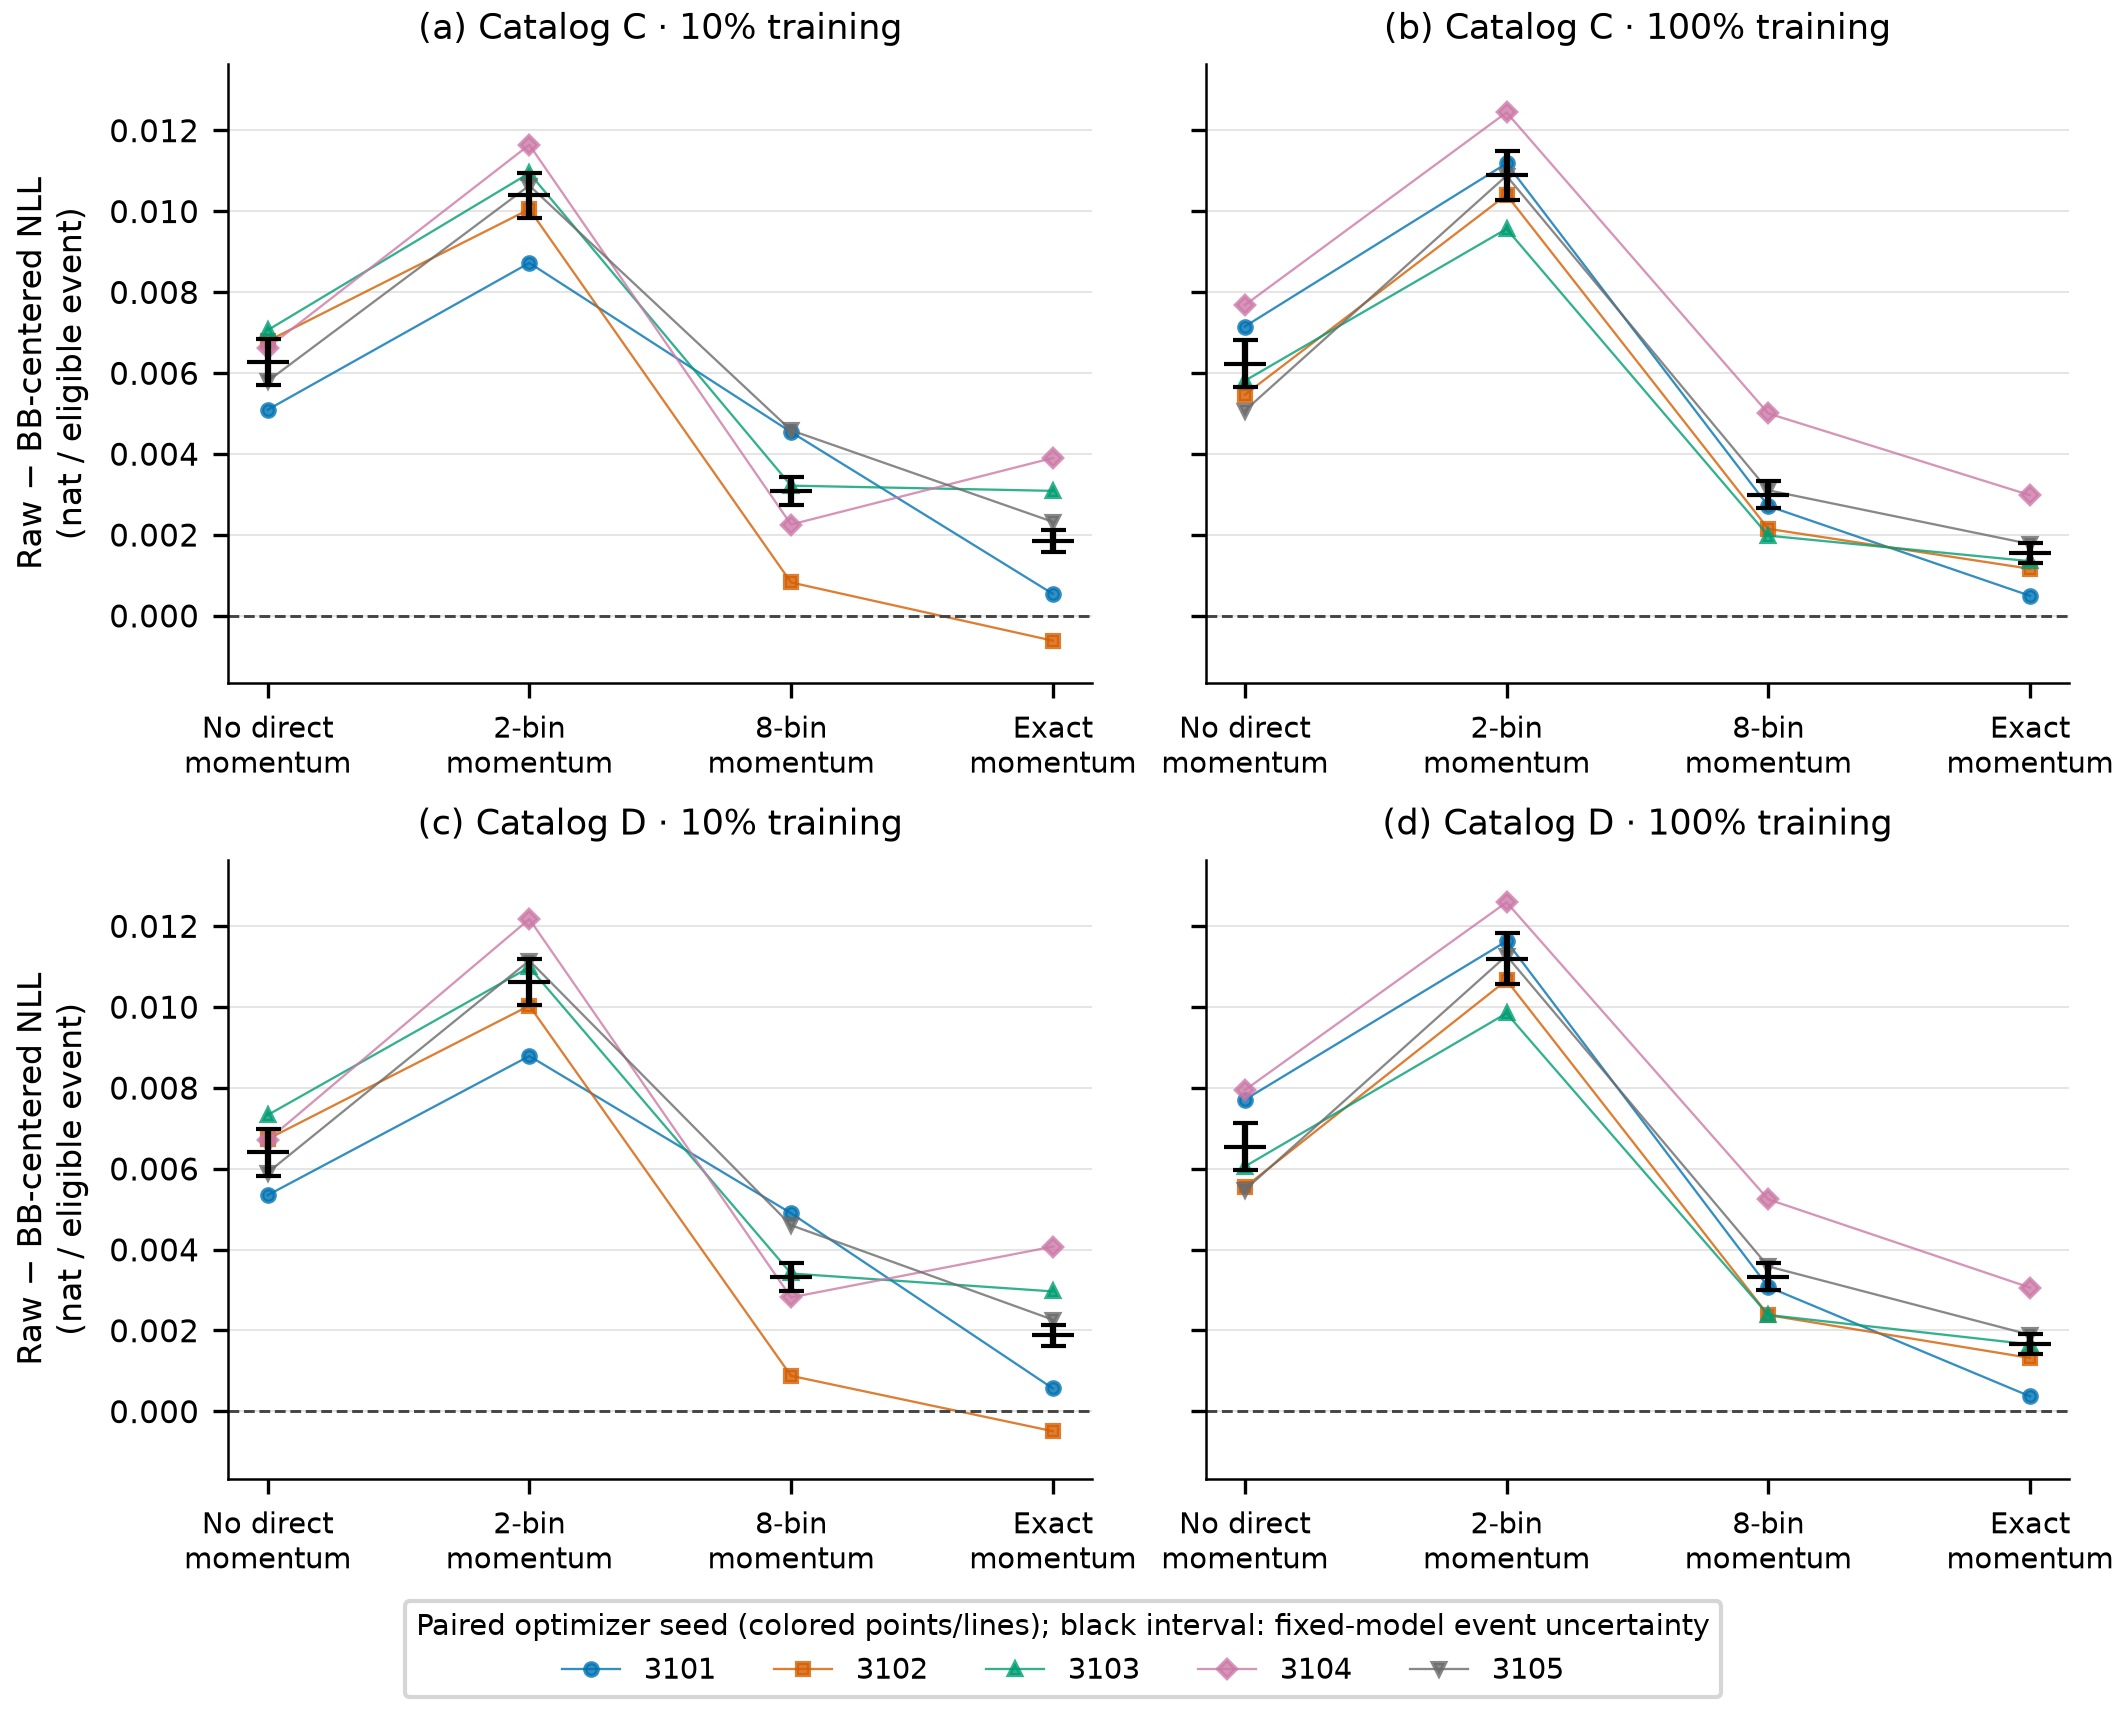 (a) Catalog C · 10% training
(b) Catalog C · 100% training
Raw − BB-centered NLL
(nat / eligible event)
0.012
0.010
0.008
0.006
0.004
0.002
0.000
No direct
momentum
2-bin
momentum
8-bin
momentum
Exact
momentum
No direct
momentum
2-bin
momentum
8-bin
momentum
Exact
momentum
(c) Catalog D · 10% training
(d) Catalog D · 100% training
Raw − BB-centered NLL
(nat / eligible event)
0.012
0.010
0.008
0.006
0.004
0.002
0.000
No direct
momentum
2-bin
momentum
8-bin
momentum
Exact
momentum
No direct
momentum
2-bin
momentum
8-bin
momentum
Exact
momentum
Paired optimizer seed (colored points/lines); black interval: fixed-model event uncertainty
3101 3102 3103 3104 3105